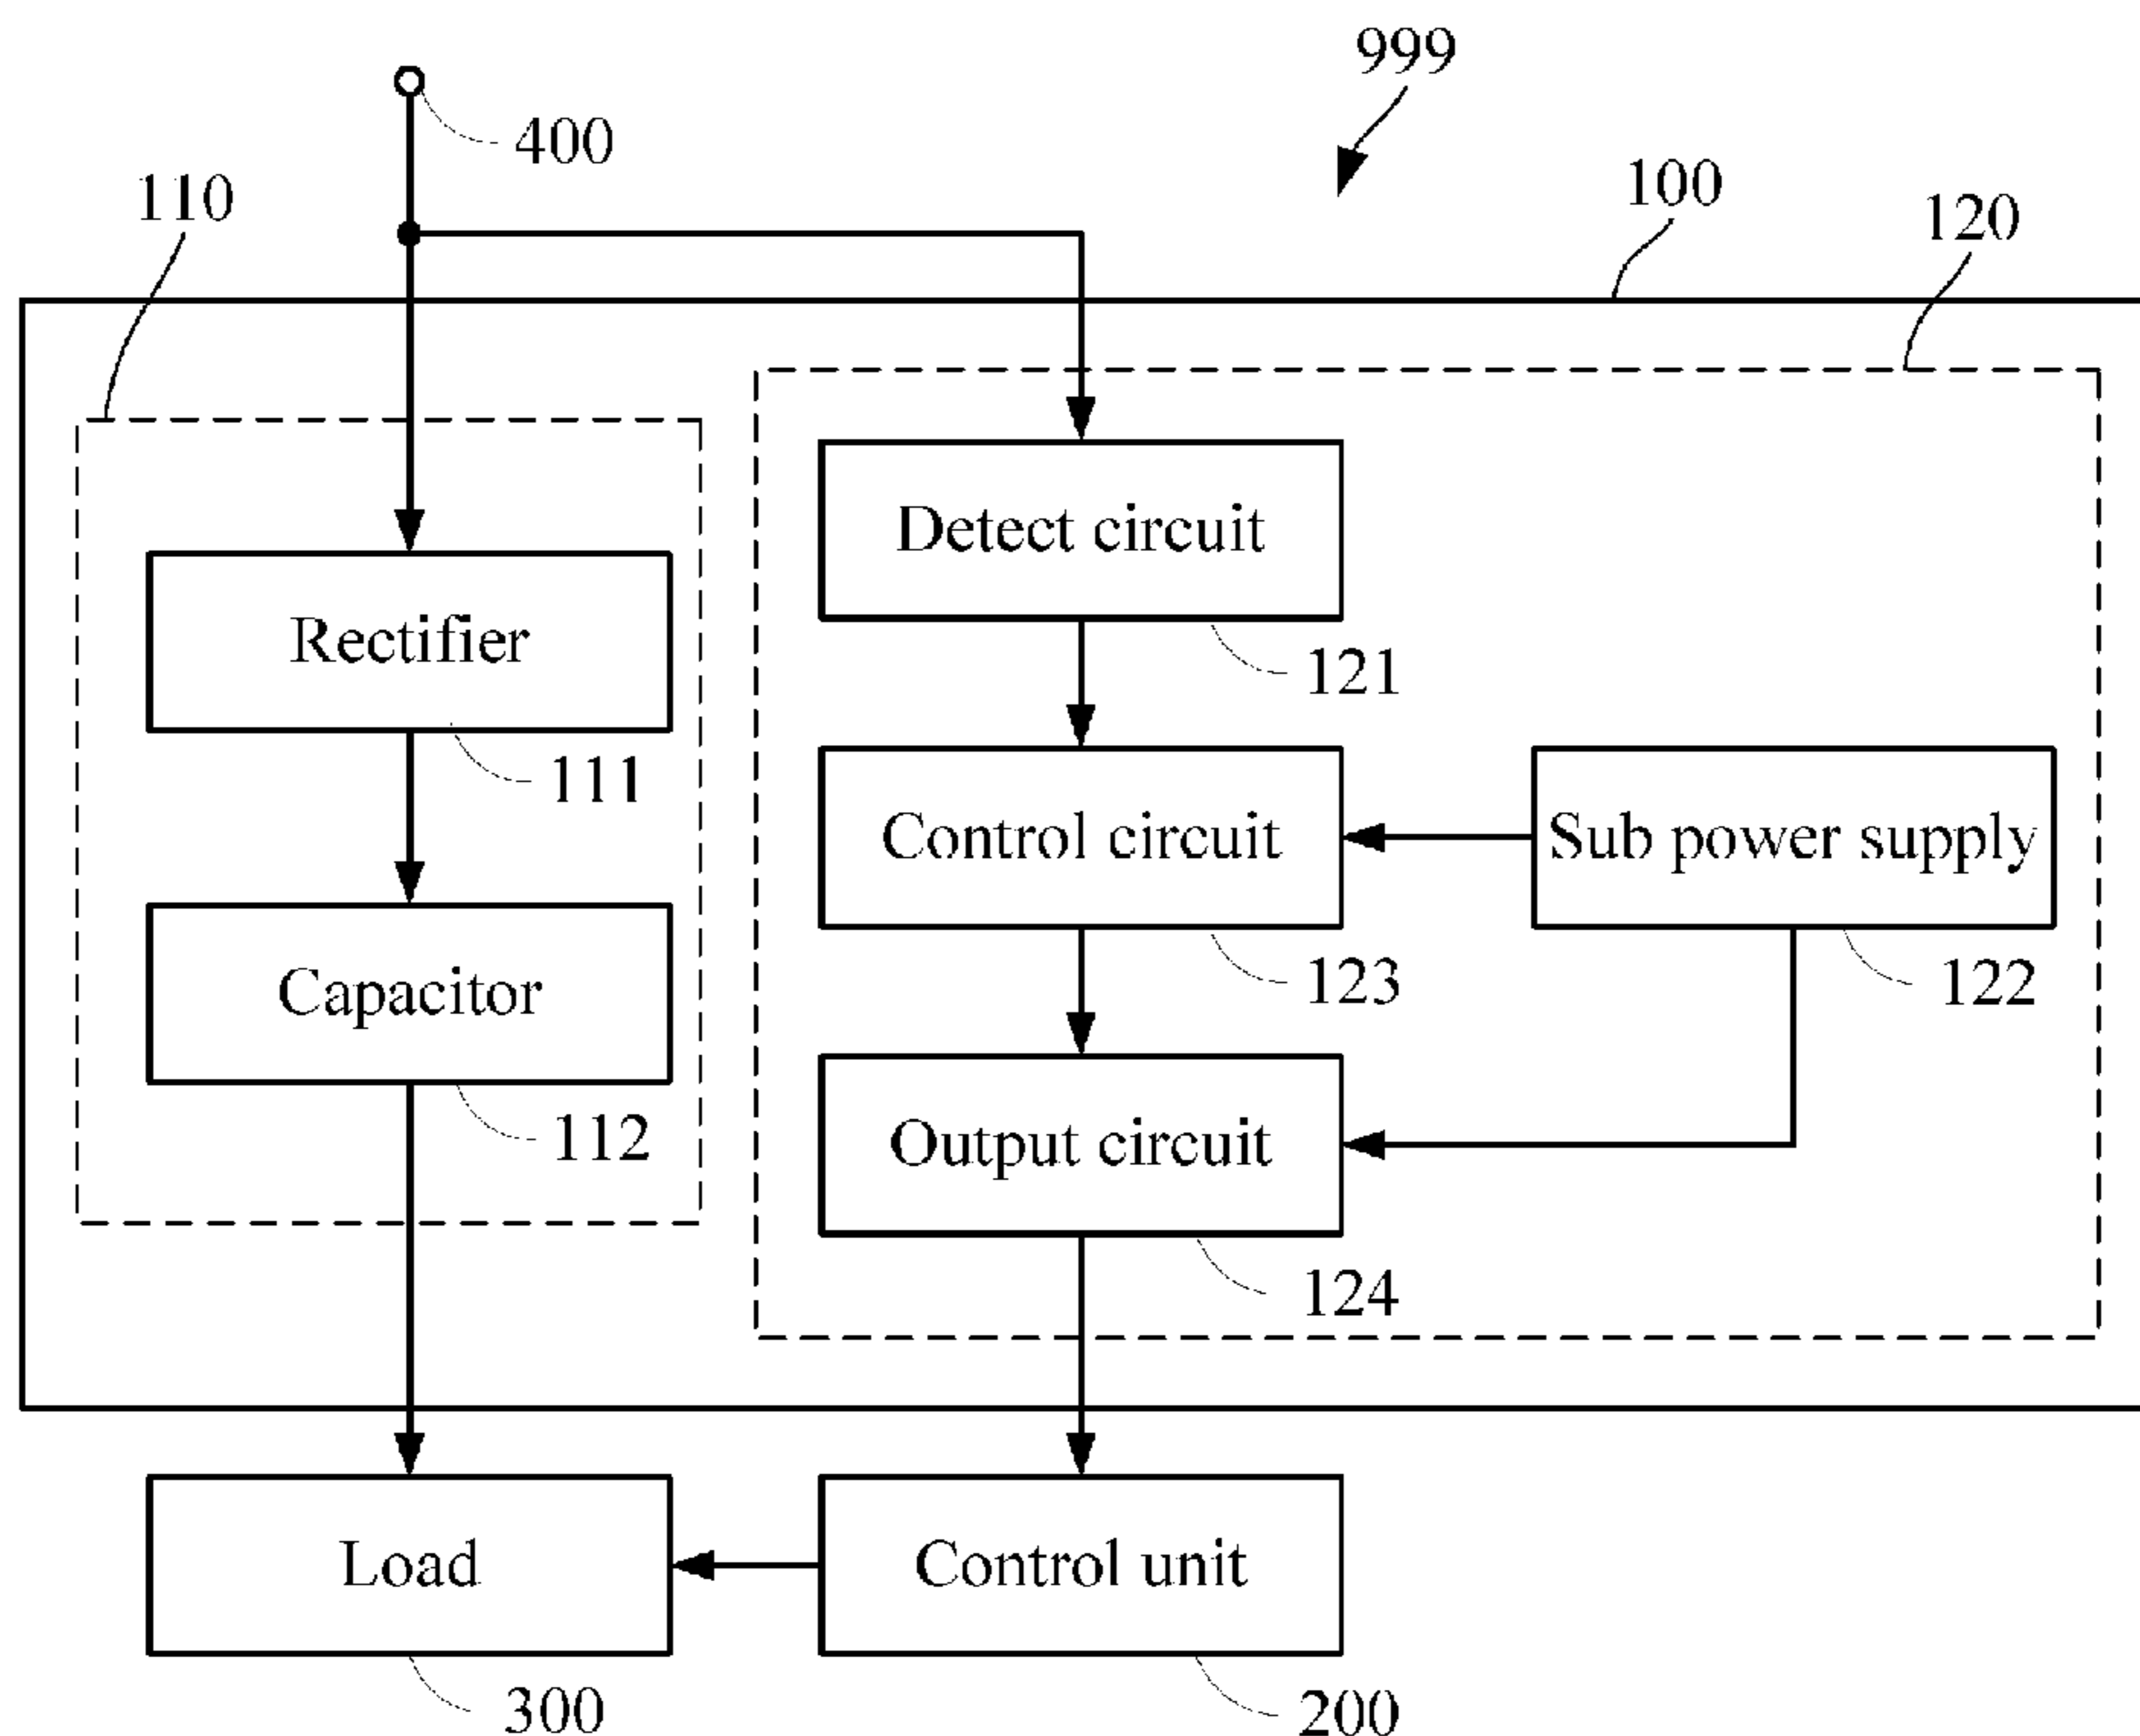 999
400
100
110
120
Detect circuit
Rectifier
121
111
Control circuit
Sub power supply
Capacitor
123
122
112
Output circuit
124
Load
Control unit
300
200